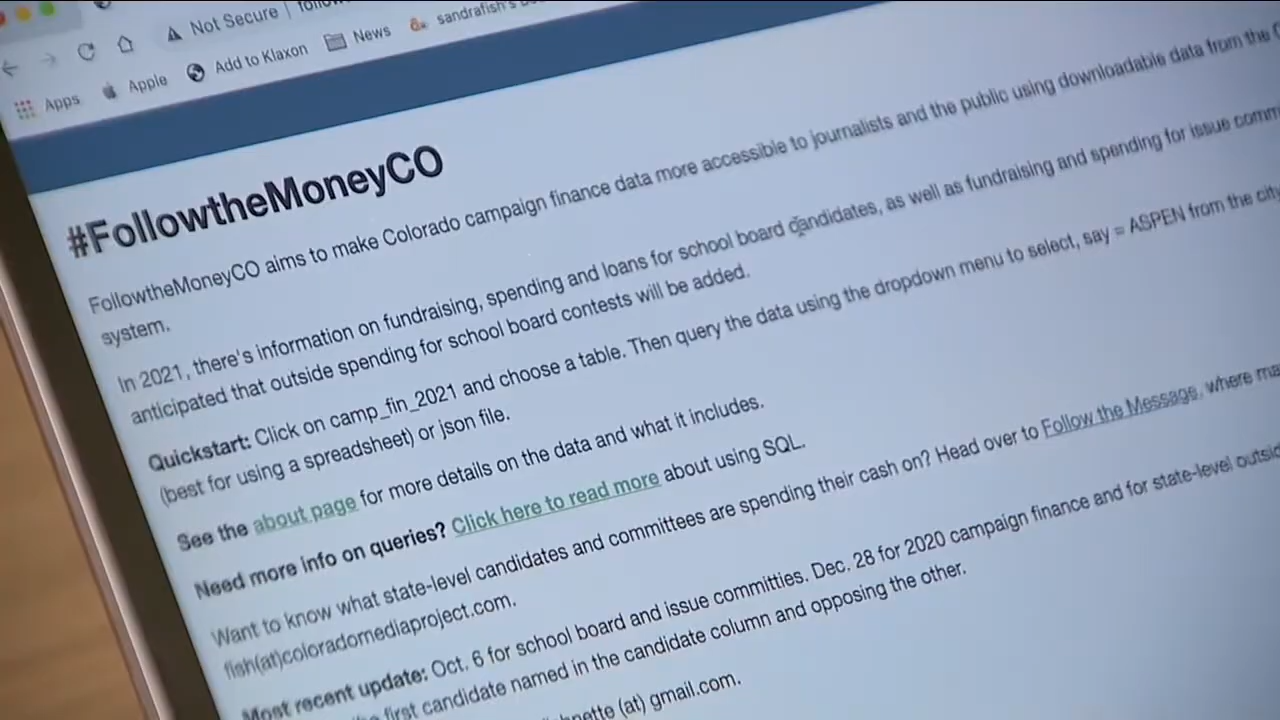 Not Secure
Apps Apple Add to Klaxon News sandrafish's
#FollowtheMoneyCO
FollowtheMoneyCO aims to make Colorado campaign finance data more accessible to journalists and the public using downloadable data from the
system.
In 2021, there's information on fundraising, spending and loans for school board candidates, as well as fundraising and spending for issue
anticipated that outside spending for school board contests will be added.
Quickstart: Click on camp_fin_2021 and choose a table. Then query the data using the dropdown menu to select, say = ASPEN from the
(best for using a spreadsheet) or json file.
See the about page for more details on the data and what it includes.
Need more info on queries? Click here to read more about using SQL.
Want to know what state-level candidates and committees are spending their cash on? Head over to Follow the Message, where
fish(at)coloradomediaproject.com.
Most recent update: Oct. 6 for school board and issue committies. Dec. 28 for 2020 campaign finance and for state-level
first candidate named in the candidate column and opposing the other.
(at) gmail.com.